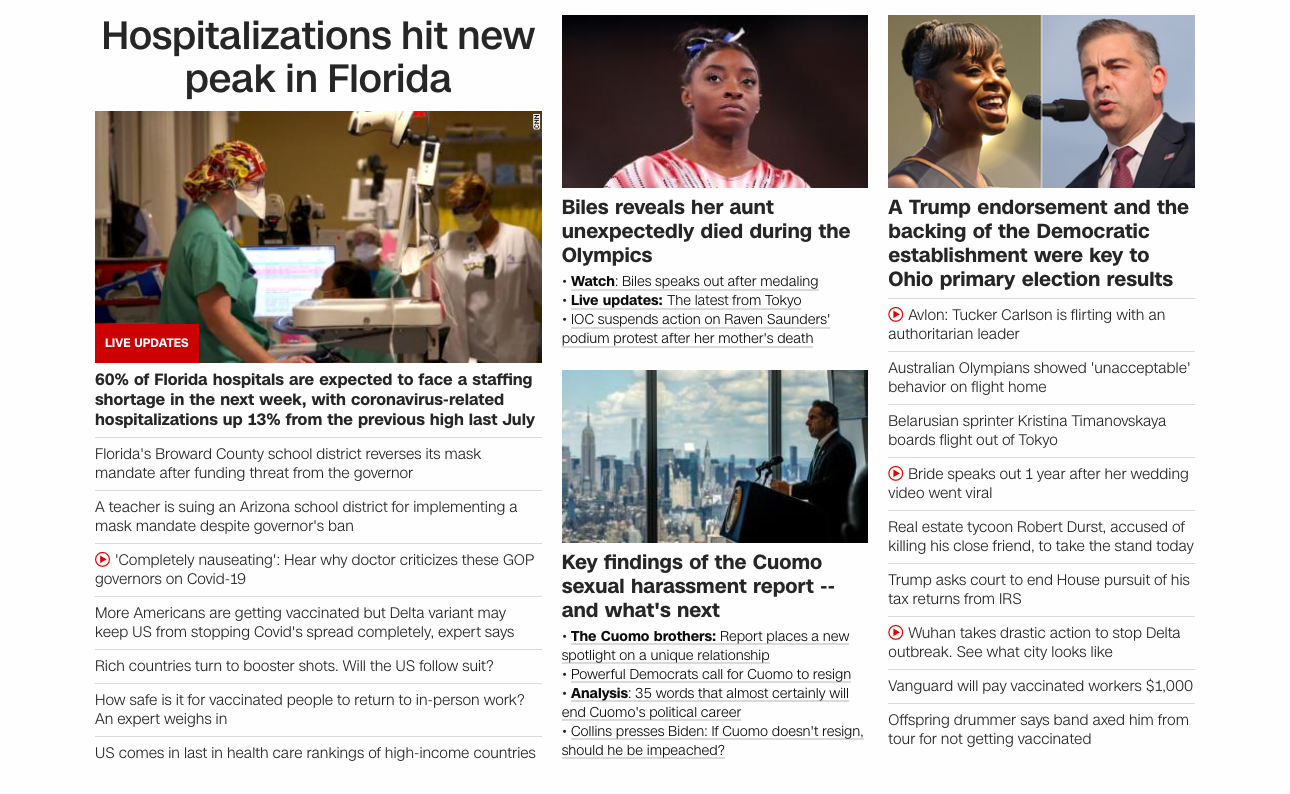 Hospitalizations hit new
peak in Florida
CNN
LIVE UPDATES
60% of Florida hospitals are expected to face a staffing
shortage in the next week, with coronavirus-related
hospitalizations up 13% from the previous high last July
Florida's Broward County school district reverses its mask
mandate after funding threat from the governor
A teacher is suing an Arizona school district for implementing a
mask mandate despite governor's ban
'Completely nauseating': Hear why doctor criticizes these GOP
governors on Covid-19
More Americans are getting vaccinated but Delta variant may
keep US from stopping Covid's spread completely, expert says
Rich countries turn to booster shots. Will the US follow suit?
How safe is it for vaccinated people to return to in-person work?
An expert weighs in
US comes in last in health care rankings of high-income countries
Biles reveals her aunt
unexpectedly died during the
Olympics
• Watch: Biles speaks out after medaling
• Live updates: The latest from Tokyo
• IOC suspends action on Raven Saunders'
podium protest after her mother's death
Key findings of the Cuomo
sexual harassment report --
and what's next
• The Cuomo brothers: Report places a new
spotlight on a unique relationship
• Powerful Democrats call for Cuomo to resign
• Analysis: 35 words that almost certainly will
end Cuomo's political career
• Collins presses Biden: If Cuomo doesn't resign,
should he be impeached?
A Trump endorsement and the
backing of the Democratic
establishment were key to
Ohio primary election results
Avlon: Tucker Carlson is flirting with an
authoritarian leader
Australian Olympians showed 'unacceptable'
behavior on flight home
Belarusian sprinter Kristina Timanovskaya
boards flight out of Tokyo
Bride speaks out 1 year after her wedding
video went viral
Real estate tycoon Robert Durst, accused of
killing his close friend, to take the stand today
Trump asks court to end House pursuit of his
tax returns from IRS
Wuhan takes drastic action to stop Delta
outbreak. See what city looks like
Vanguard will pay vaccinated workers $1,000
Offspring drummer says band axed him from
tour for not getting vaccinated